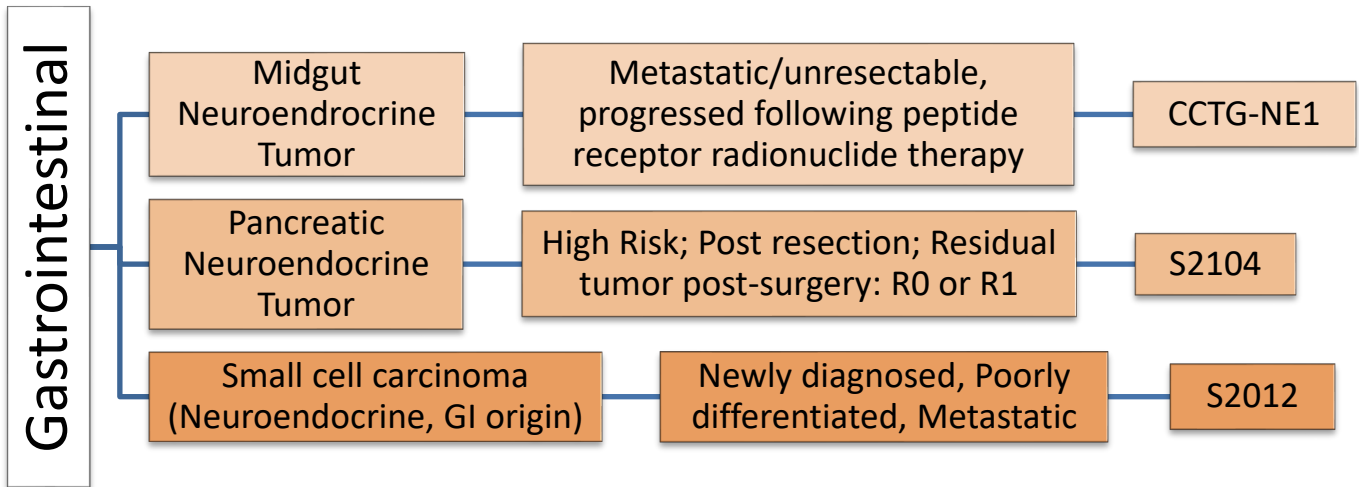 Gastrointestinal
Midgut
Neuroendrocrine
Tumor
Metastatic/unresectable,
progressed following peptide
receptor radionuclide therapy
CCTG-NE1
Pancreatic
Neuroendocrine
Tumor
High Risk; Post resection; Residual
tumor post-surgery: R0 or R1
S2104
Small cell carcinoma
(Neuroendocrine, GI origin)
Newly diagnosed, Poorly
differentiated, Metastatic
S2012